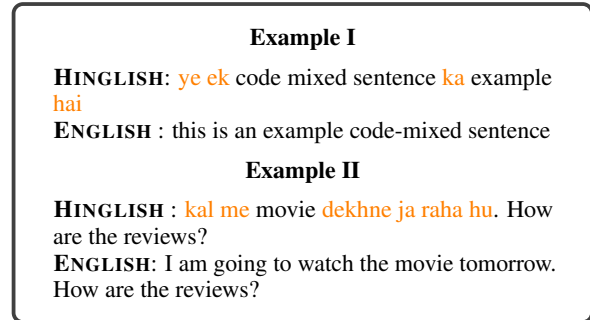 Example I
HINGLISH: ye ek code mixed sentence ka example
hai
ENGLISH : this is an example code-mixed sentence
Example II
HINGLISH : kal me movie dekhne ja raha hu. How
are the reviews?
ENGLISH: I am going to watch the movie tomorrow.
How are the reviews?